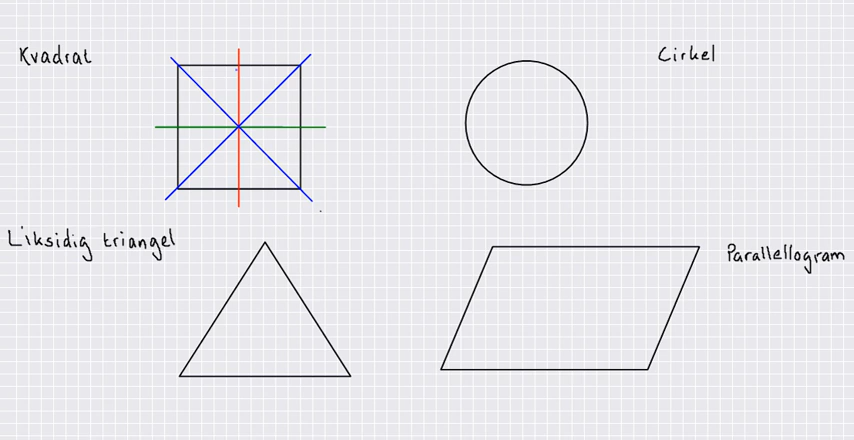 Kvadrat
Cirkel
Liksidig triangel
Parallellogram